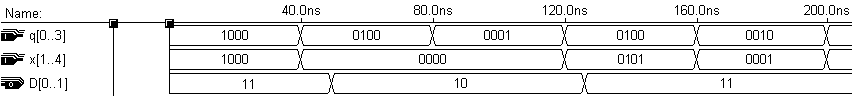 Name: 40.0ns 80.0ns 120.0ns 160.0ns 200.0ns
q[0..3] 1000 0100 0001 0100 0010
x[1..4] 1000 0000 0101 0001
D[0..1] 11 10 11